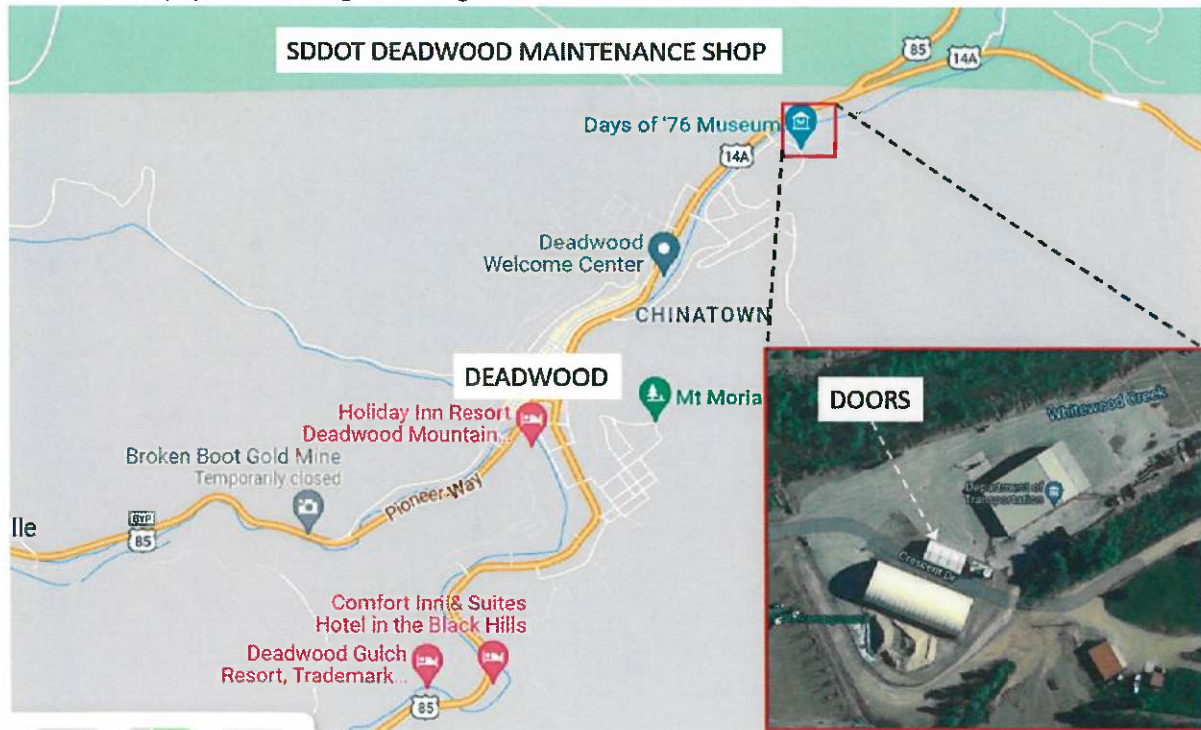 SDDOT DEADWOOD MAINTENANCE SHOP
85
14A
Days of '76 Museum
14A
Deadwood
Welcome Center
CHINATOWN
DEADWOOD
Mt Moria
Holiday Inn Resort
Deadwood Mountain...
Broken Boot Gold Mine
Temporarily closed
Pioneer Way
lle
BYP
85
Comfort Inn & Suites
Hotel in the Black Hills
Deadwood Gulch
Resort, Trademark...
85
DOORS
Whitewood Creek
Department of
Transportation
Crescent Dr